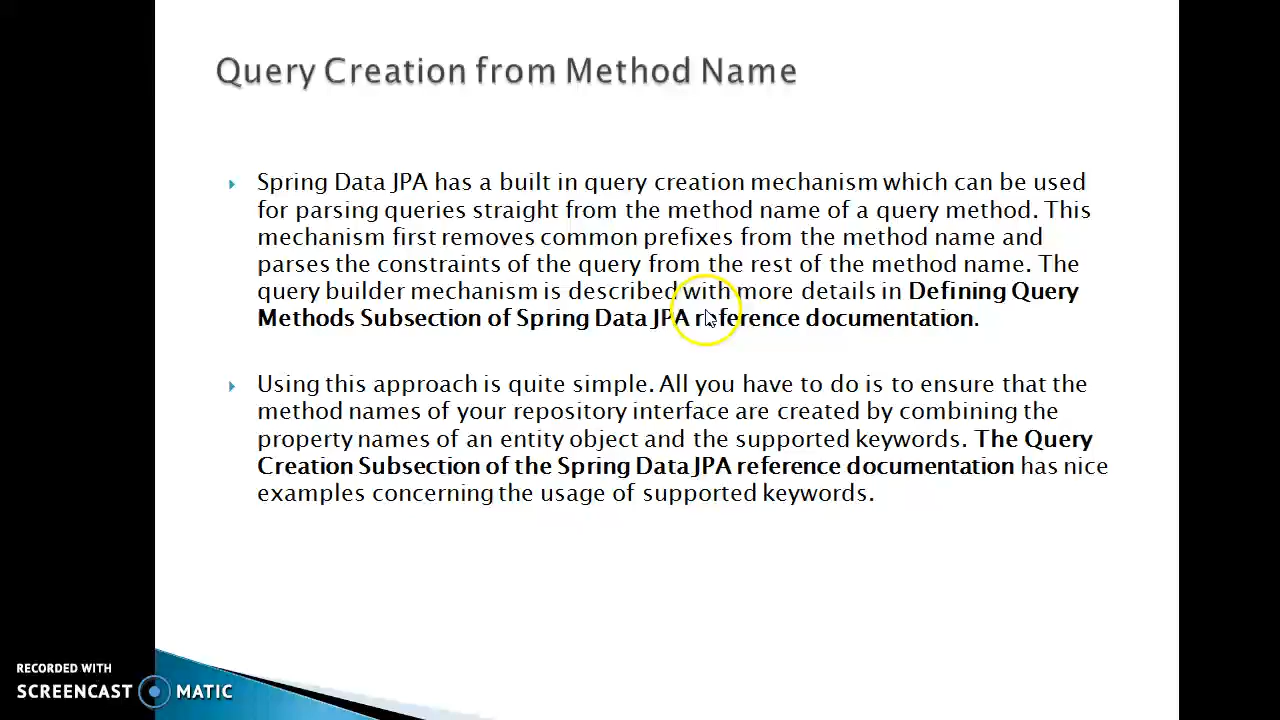 Query Creation from Method Name
Spring Data JPA has a built in query creation mechanism which can be used
for parsing queries straight from the method name of a query method. This
mechanism first removes common prefixes from the method name and
parses the constraints of the query from the rest of the method name. The
query builder mechanism is described with more details in Defining Query
Methods Subsection of Spring Data JPA reference documentation.
Using this approach is quite simple. All you have to do is to ensure that the
method names of your repository interface are created by combining the
property names of an entity object and the supported keywords. The Query
Creation Subsection of the Spring Data JPA reference documentation has nice
examples concerning the usage of supported keywords.
RECORDED WITH
SCREENCAST MATIC